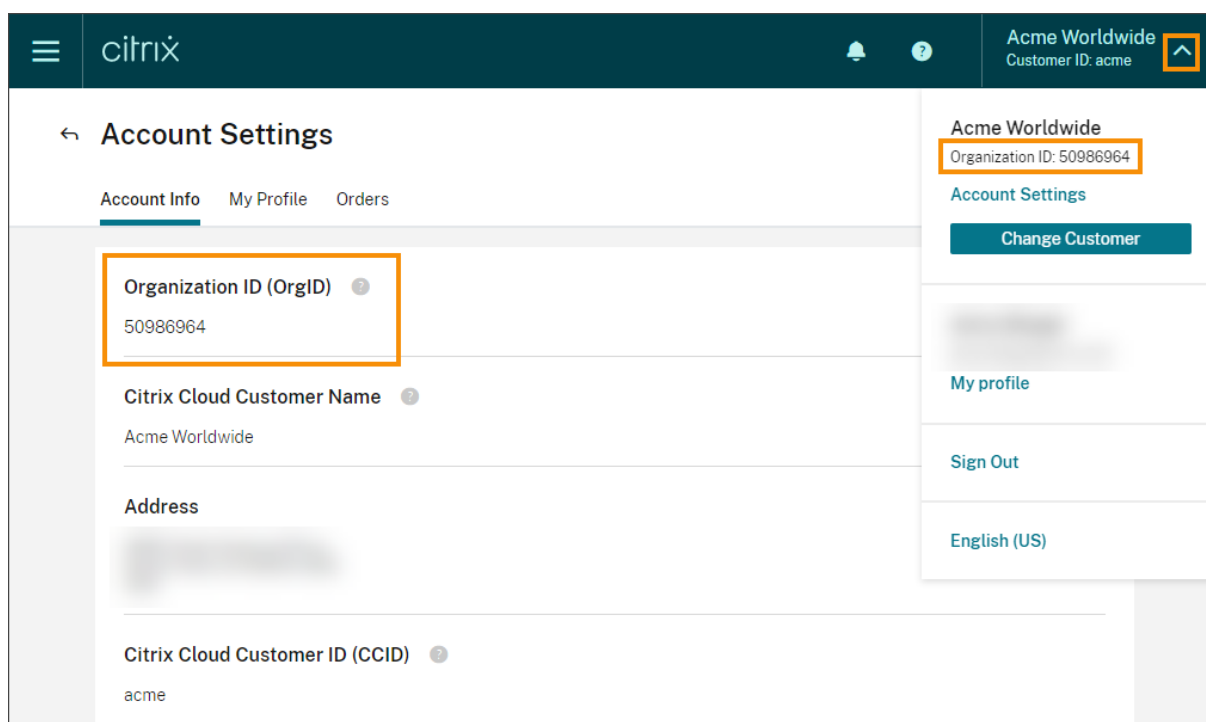 citrix
Acme Worldwide
Customer ID: acme
Account Settings
Account Info My Profile Orders
Organization ID (OrgID)
50986964
Citrix Cloud Customer Name
Acme Worldwide
Address
Citrix Cloud Customer ID (CCID)
acme
Acme Worldwide
Organization ID: 50986964
Account Settings
Change Customer
My profile
Sign Out
English (US)